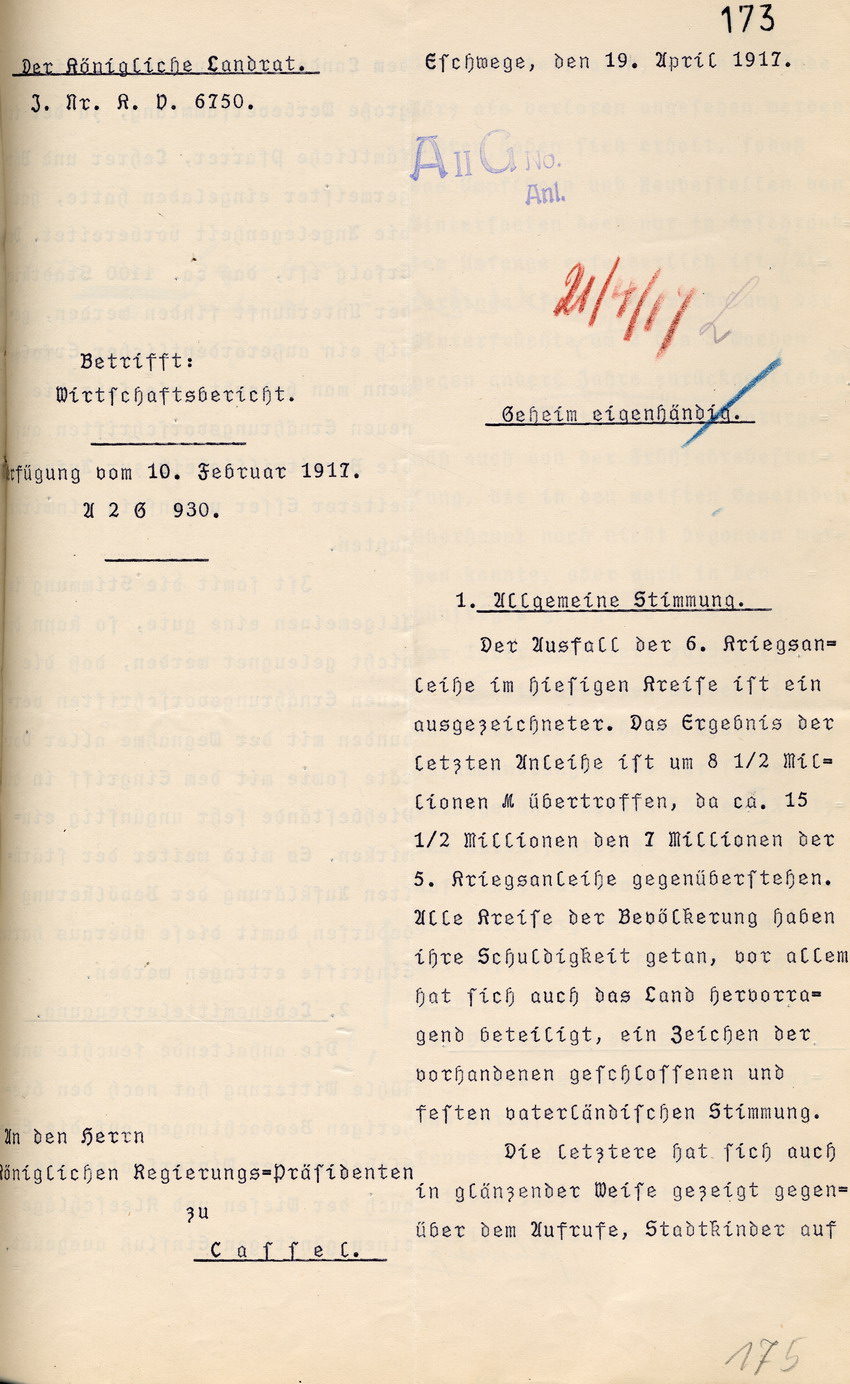 173
Der Königliche Landrat.
J. Nr. K. V. 6750.
Eschwege, den 19. April 1917.
A II G No.
Anl.
21/4/17
Betrifft:
Wirtschaftsbericht.
Geheim eigenhändig.
rfügung vom 10. Februar 1917.
A 2 G 930.
1. Allgemeine Stimmung.
Der Ausfall der 6. Kriegsan=
leihe im hiesigen Kreise ist ein
ausgezeichneter. Das Ergebnis der
letzten Anleihe ist um 8 1/2 Mil=
lionen M übertroffen, da ca. 15
1/2 Millionen den 7 Millionen der
5. Kriegsanleihe gegenüberstehen.
Alle Kreise der Bevölkerung haben
ihre Schuldigkeit getan, vor allem
hat sich auch das Land hervorra=
gend beteiligt, ein Zeichen der
vorhandenen geschlossenen und
festen vaterländischen Stimmung.
Die letztere hat sich auch
in glänzender Weise gezeigt gegen=
über dem Aufrufe, Stadtkinder auf
An den Herrn
Königlichen Regierungs=Präsidenten
zu
Cassel.
175